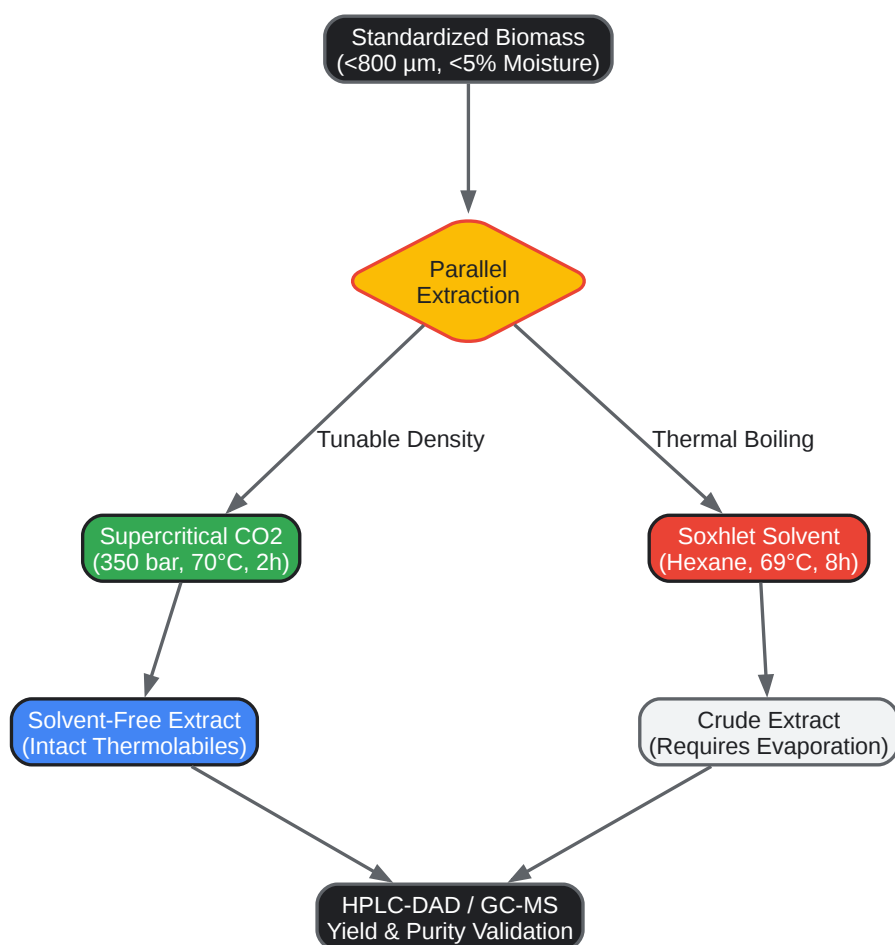 Standardized Biomass
(<800 µm, <5% Moisture)
Parallel
Extraction
Tunable Density
Thermal Boiling
Supercritical CO2
(350 bar, 70°C, 2h)
Soxhlet Solvent
(Hexane, 69°C, 8h)
Solvent-Free Extract
(Intact Thermolabiles)
Crude Extract
(Requires Evaporation)
HPLC-DAD / GC-MS
Yield & Purity Validation